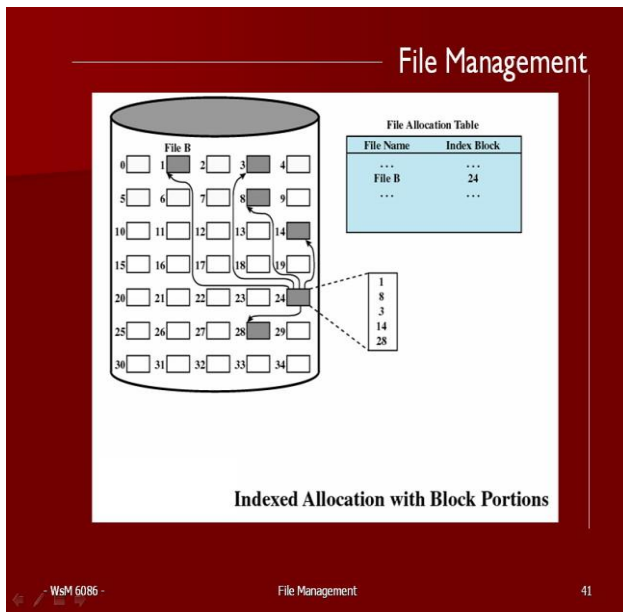 File Management
File Allocation Table
File Name Index Block
... ...
File B 24
... ...
File B
0 1 2 3 4
5 6 7 8 9
10 11 12 13 14
15 16 17 18 19
20 21 22 23 24
25 26 27 28 29
30 31 32 33 34
1
8
3
14
28
Indexed Allocation with Block Portions
- WsM 6086 - File Management 41